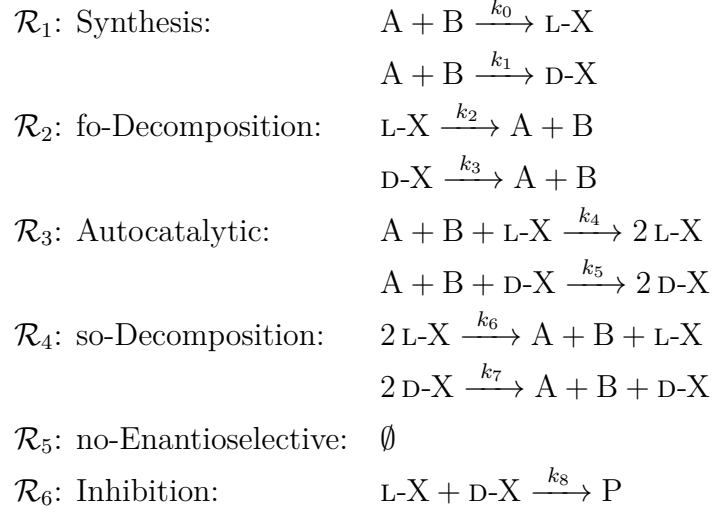 𝓡₁: Synthesis: A + B —k₀→ ʟ-X
A + B —k₁→ ᴅ-X
𝓡₂: fo-Decomposition: ʟ-X —k₂→ A + B
ᴅ-X —k₃→ A + B
𝓡₃: Autocatalytic: A + B + ʟ-X —k₄→ 2 ʟ-X
A + B + ᴅ-X —k₅→ 2 ᴅ-X
𝓡₄: so-Decomposition: 2 ʟ-X —k₆→ A + B + ʟ-X
2 ᴅ-X —k₇→ A + B + ᴅ-X
𝓡₅: no-Enantioselective: ∅
𝓡₆: Inhibition: ʟ-X + ᴅ-X —k₈→ P